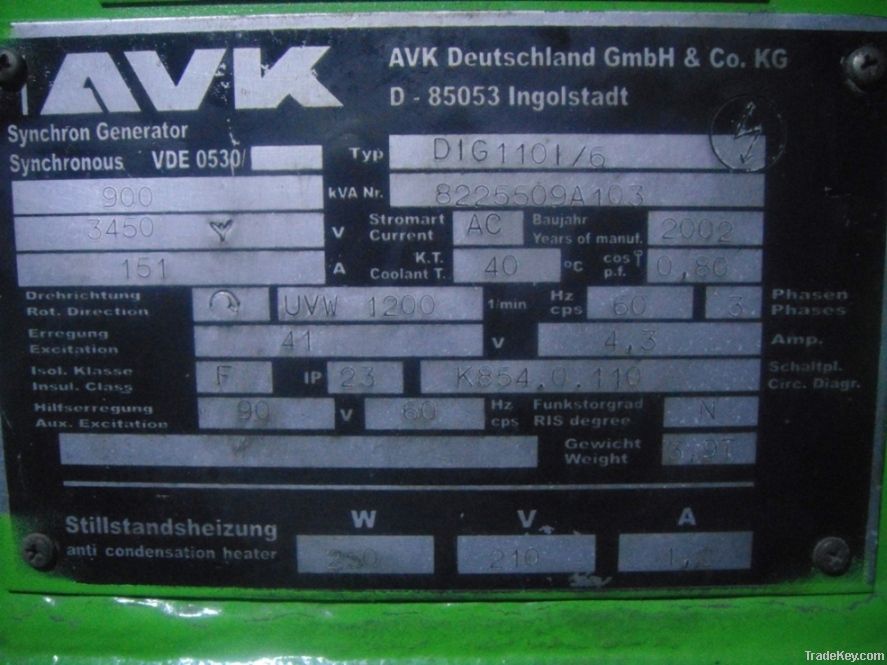 AVK
AVK Deutschland GmbH & Co. KG
D - 85053 Ingolstadt
Synchron Generator
Synchronous VDE 0530/
Typ DIG110I/6
900 kVA Nr. 8225509A103
3450 V Stromart Current AC Baujahr Years of manuf. 2002
151 A K.T. Coolant T. 40 °C cos φ p.f. 0,80
Drehrichtung Rot. Direction UVW 1200 1/min Hz cps 60 3 Phasen Phases
Erregung Excitation 41 V 4,3 Amp.
Isol. Klasse Insul. Class F IP 23 K854.0.110 Schaltpl. Circ. Diagr.
Hilfserregung Aux. Excitation 90 V 60 Hz cps Funkstorgrad RIS degree N
Gewicht Weight
Stillstandsheizung
anti condensation heater
W V A
210
TradeKey.com